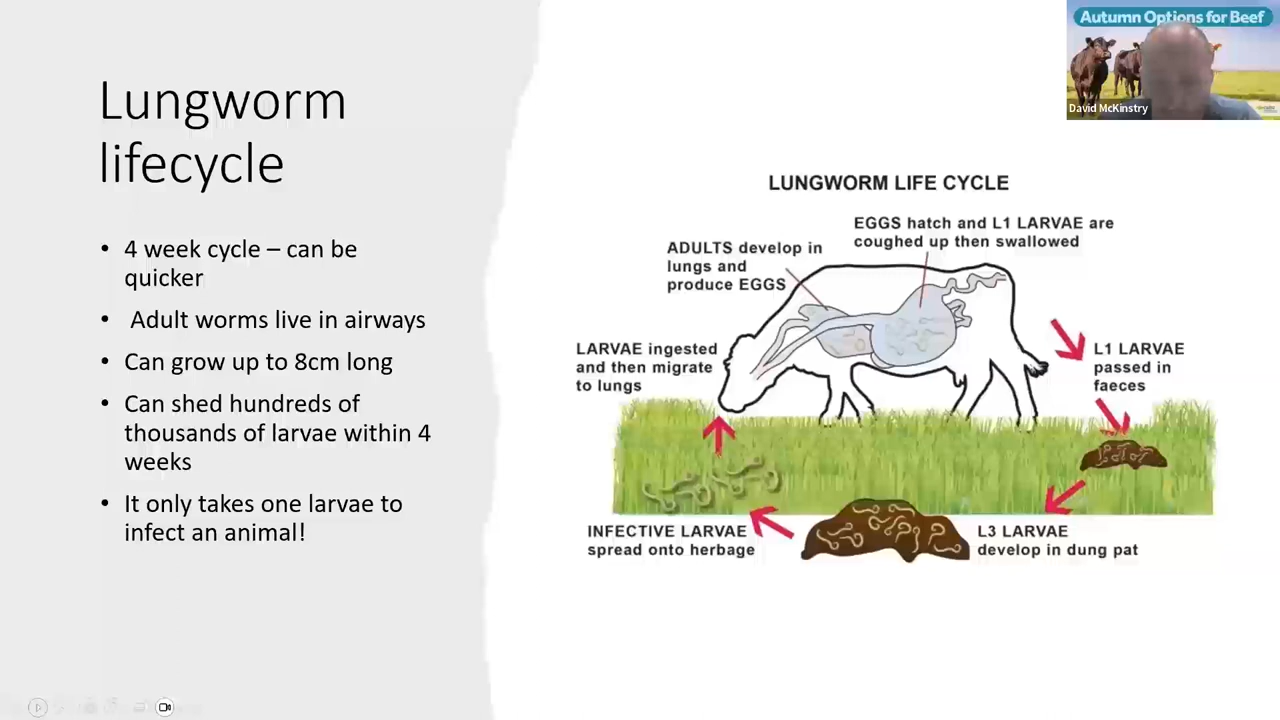 Lungworm
lifecycle
• 4 week cycle – can be
quicker
• Adult worms live in airways
• Can grow up to 8cm long
• Can shed hundreds of
thousands of larvae within 4
weeks
• It only takes one larvae to
infect an animal!
LUNGWORM LIFE CYCLE
EGGS hatch and L1 LARVAE are
coughed up then swallowed
ADULTS develop in
lungs and
produce EGGS
LARVAE ingested
and then migrate
to lungs
L1 LARVAE
passed in
faeces
INFECTIVE LARVAE
spread onto herbage
L3 LARVAE
develop in dung pat
Autumn Options for Beef
David McKinstry